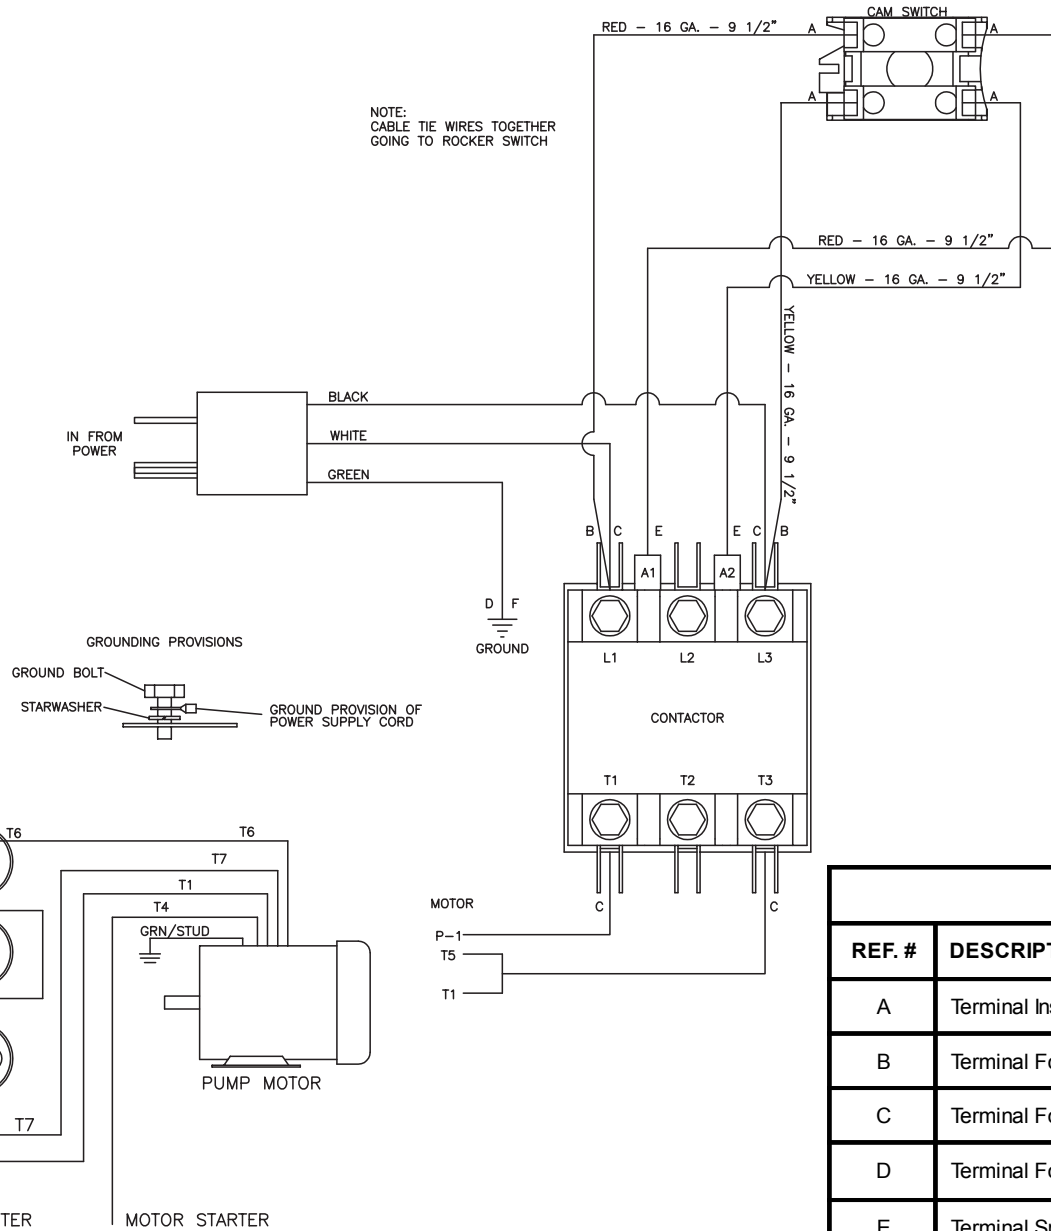 CAM SWITCH
RED – 16 GA. – 9 1/2"
A
A
NOTE:
CABLE TIE WIRES TOGETHER
GOING TO ROCKER SWITCH
A
A
RED – 16 GA. – 9 1/2"
YELLOW – 16 GA. – 9 1/2"
YELLOW – 16 GA. – 9 1/2"
BLACK
IN FROM
POWER
WHITE
GREEN
B C E E C B
A1 A2
D F
GROUND
L1 L2 L3
CONTACTOR
T1 T2 T3
GROUNDING PROVISIONS
GROUND BOLT
STARWASHER
GROUND PROVISION OF
POWER SUPPLY CORD
T6 T6
T7
T1
T4
GRN/STUD
PUMP MOTOR
T7
MOTOR STARTER
MOTOR
C C
P–1
T5
T1
REF. #
A
B
C
D
Terminal